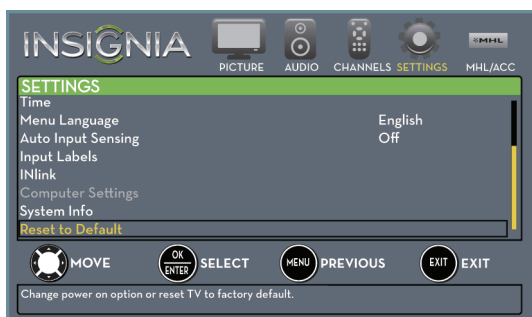 INSIGNIA
PICTURE AUDIO CHANNELS SETTINGS MHL/ACC
MHL
SETTINGS
Time
Menu Language English
Auto Input Sensing Off
Input Labels
INlink
Computer Settings
System Info
Reset to Default
MOVE OK ENTER SELECT MENU PREVIOUS EXIT EXIT
Change power on option or reset TV to factory default.